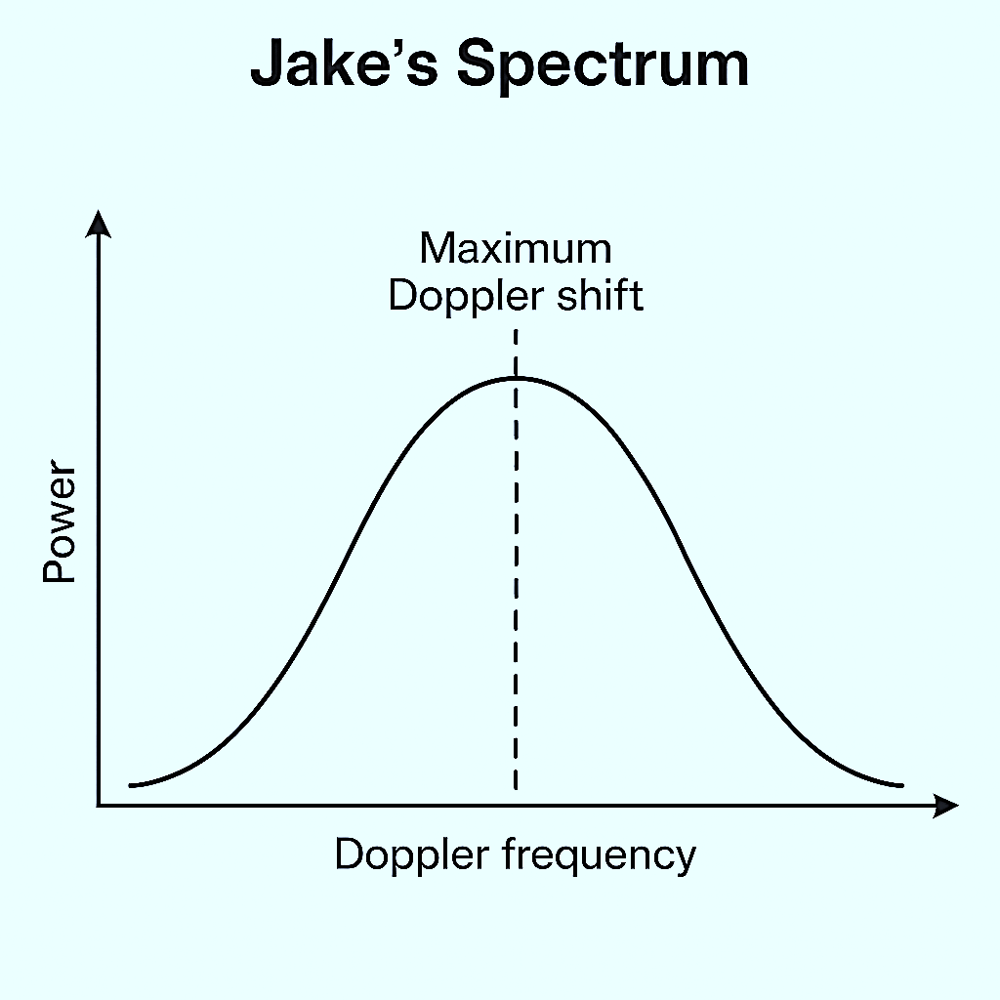 Jake’s Spectrum
Maximum
Doppler shift
Power
Doppler frequency